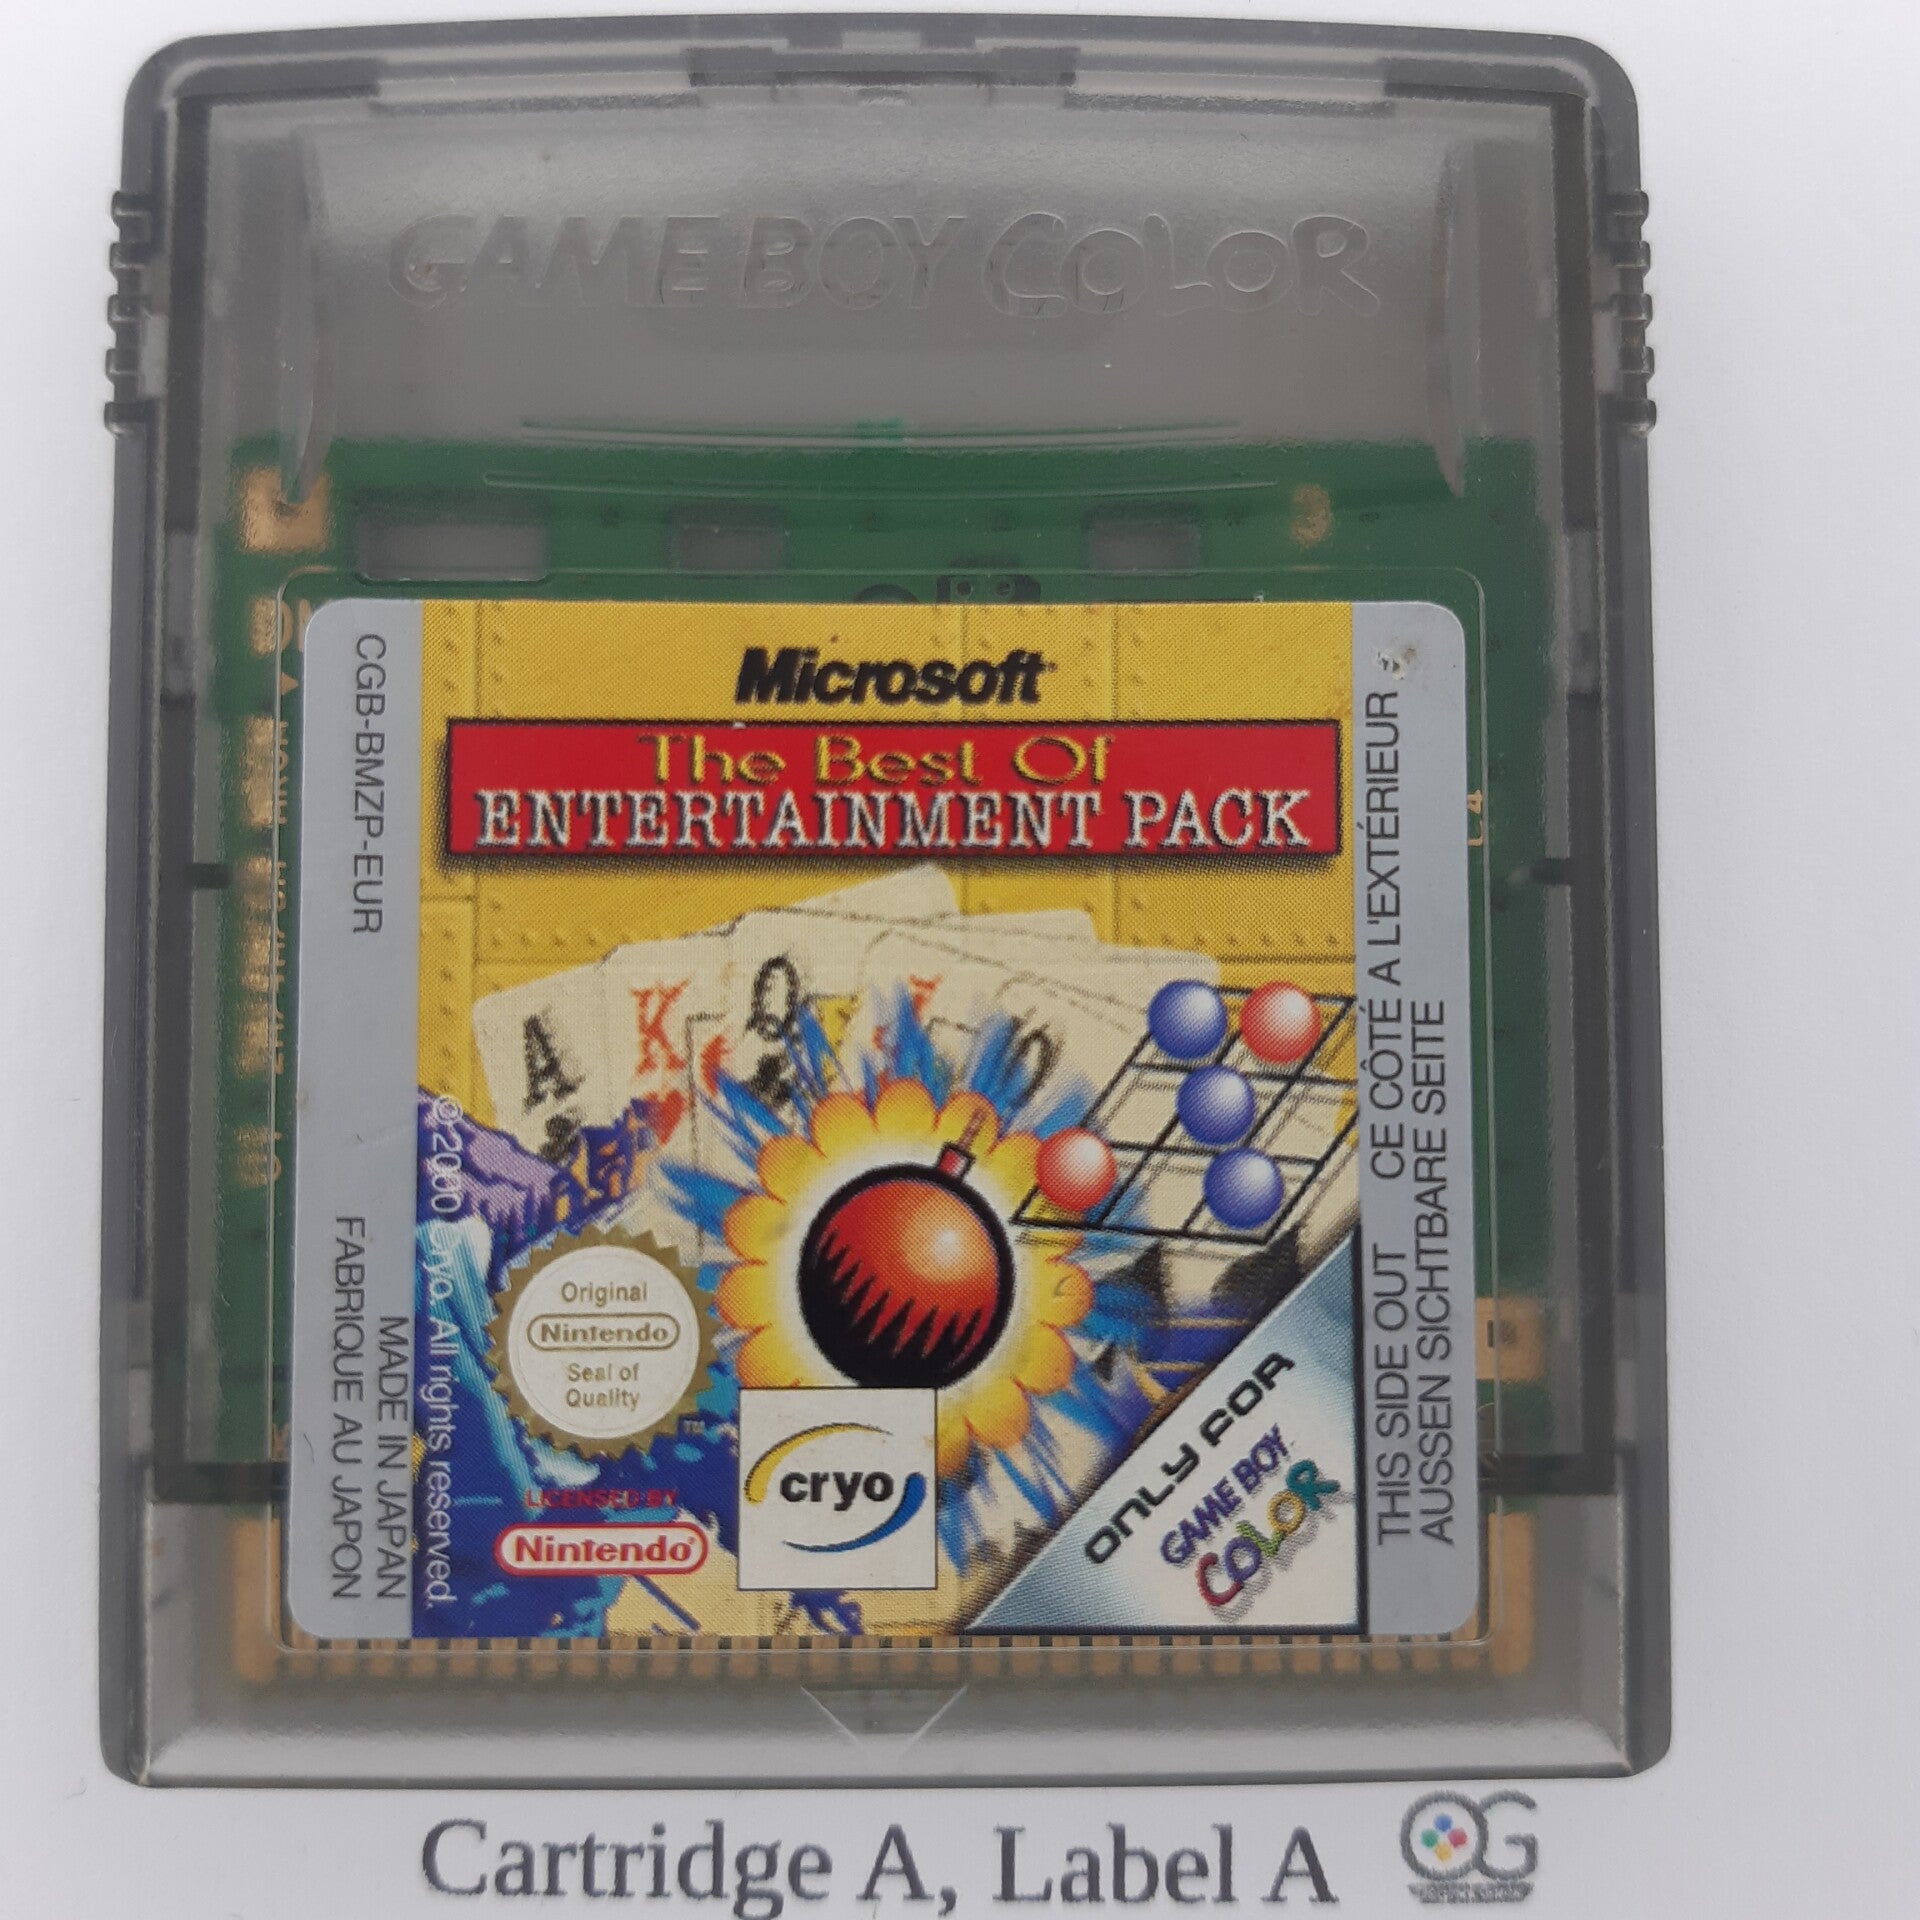 GAME BOY COLOR
CGB-BMZP-EUR
MADE IN JAPAN
FABRIQUE AU JAPON
Microsoft
The Best Of
ENTERTAINMENT PACK
A
K
Q
© 2000 Cryo. All rights reserved.
Original
Nintendo
Seal of
Quality
TM
LICENSED BY
Nintendo®
cryo
ONLY FOR
GAME BOY
COLOR
THIS SIDE OUT CE CÔTÉ A L'EXTÉRIEUR
AUSSEN SICHTBARE SEITE
Cartridge A, Label A
OG